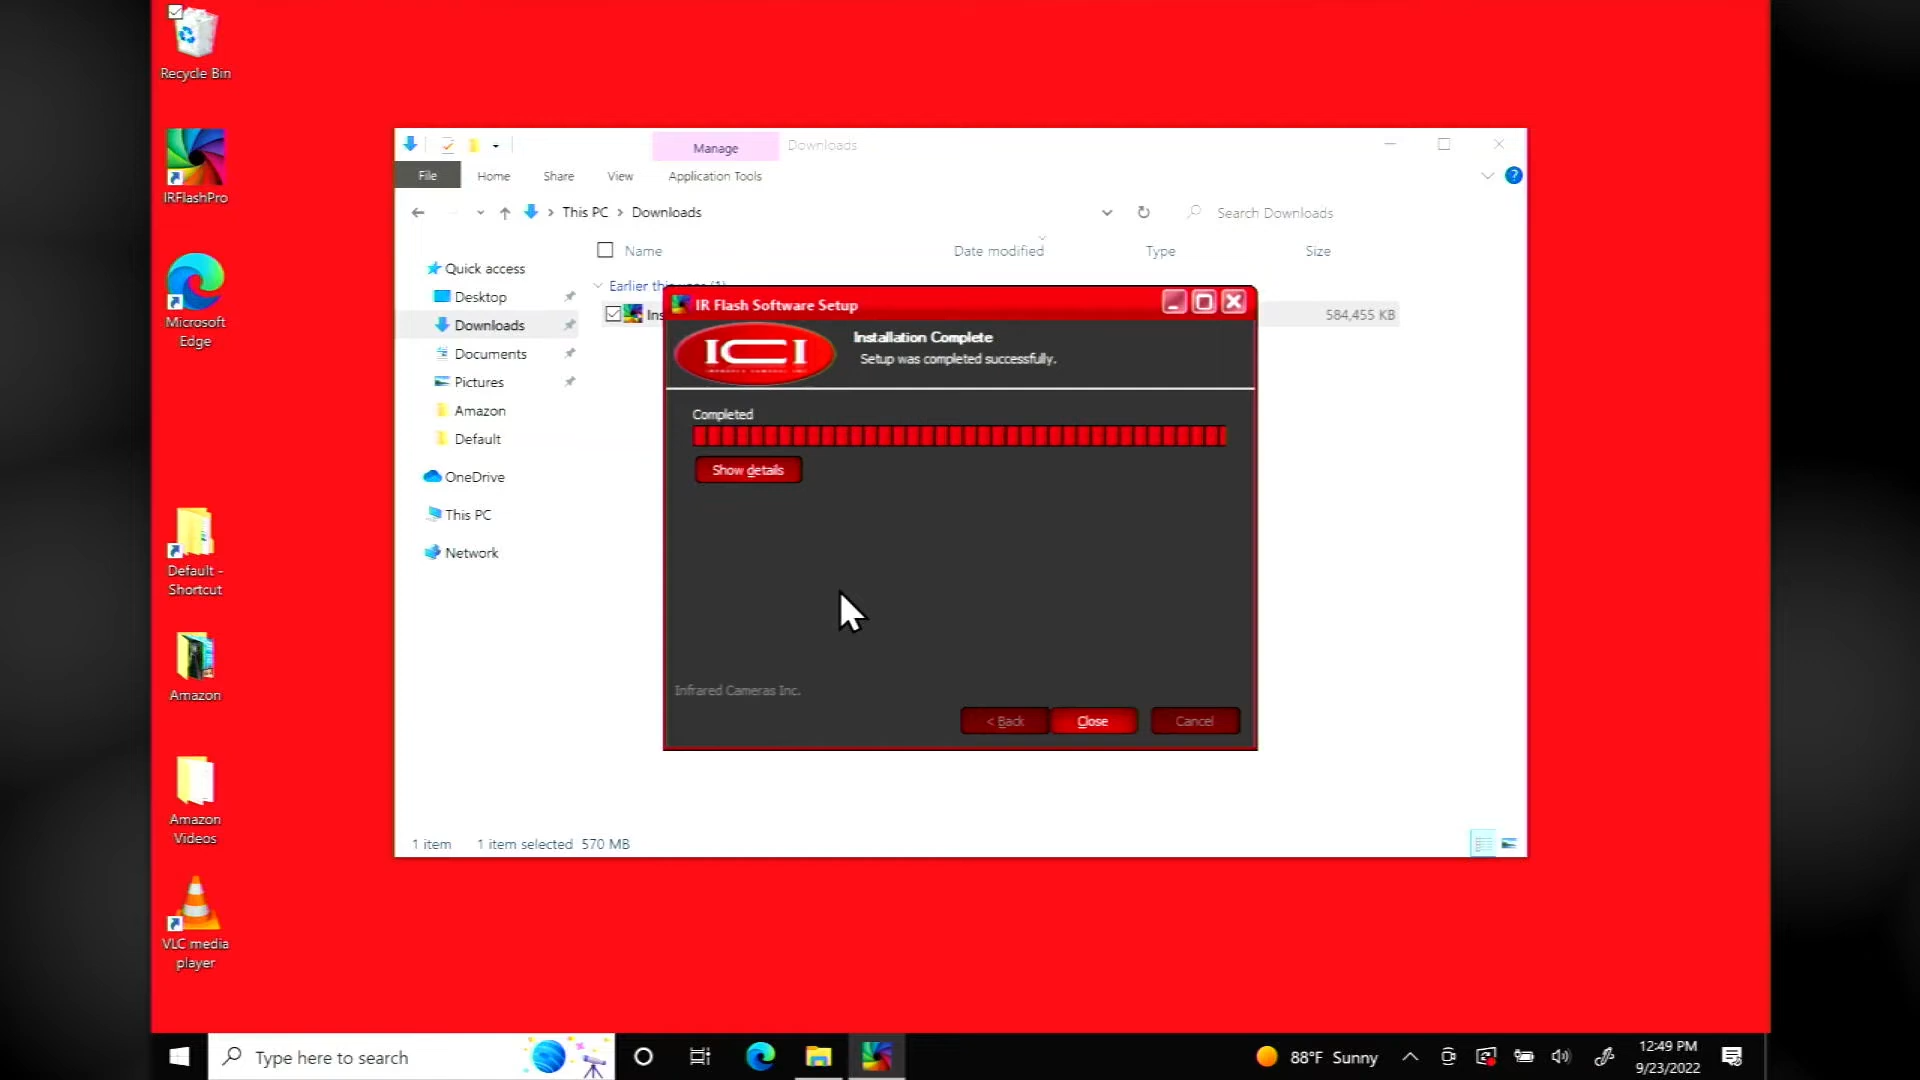 Recycle Bin
IRFlashPro
Microsoft
Edge
Default -
Shortcut
Amazon
Amazon
Videos
VLC media
player
Manage
Downloads
File
Home
Share
View
Application Tools
This PC
Downloads
Search Downloads
Name
Date modified
Type
Size
Quick access
Desktop
Downloads
Documents
Pictures
Amazon
Default
OneDrive
This PC
Network
Earlier
584,455 KB
IR Flash Software Setup
ICI
Installation Complete
Setup was completed successfully.
Completed
Show details
Infrared Cameras Inc.
< Back
Close
Cancel
1 item
1 item selected 570 MB
Type here to search
88°F Sunny
12:49 PM
9/23/2022